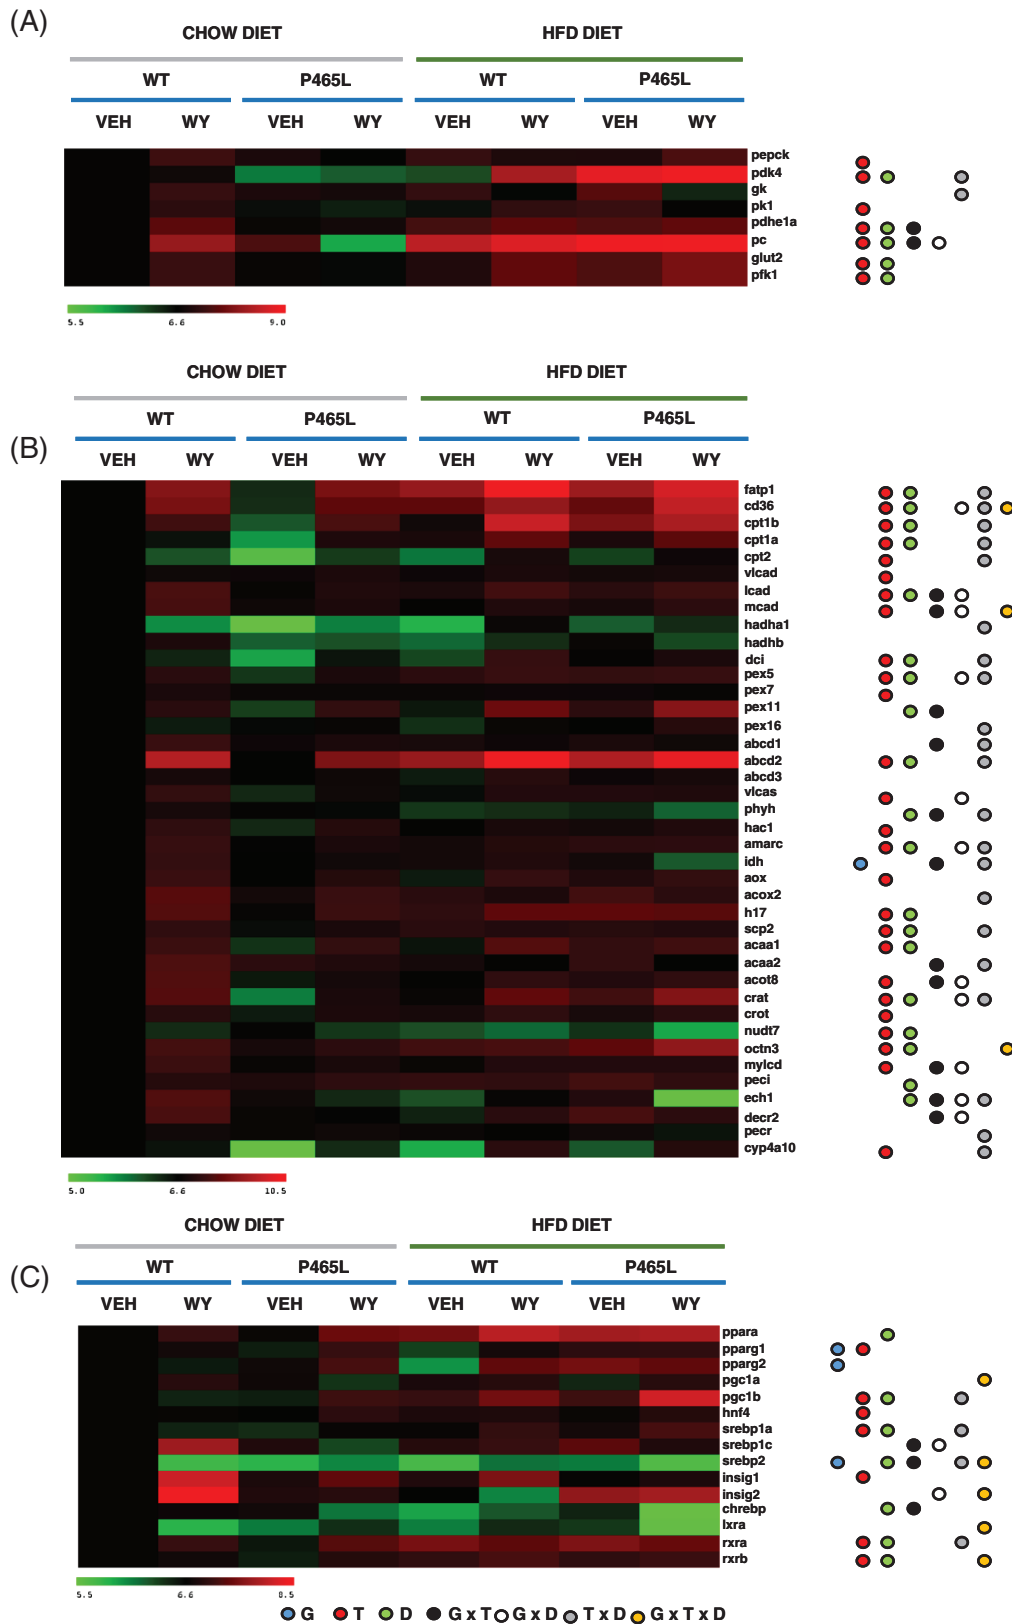 (A)
CHOW DIET HFD DIET
WT P465L WT P465L
VEH WY VEH WY VEH WY VEH WY
pepck
pdk4
gk
pk1
pdhe1a
pc
glut2
pfk1
5.5 6.6 9.0
CHOW DIET HFD DIET
WT P465L WT P465L
(B)
VEH WY VEH WY VEH WY VEH WY
fatp1
cd36
cpt1b
cpt1a
cpt2
vlcad
lcad
mcad
hadha1
hadhb
dci
pex5
pex7
pex11
pex16
abcd1
abcd2
abcd3
vlcas
phyh
hac1
amarc
idh
aox
acox2
h17
scp2
acaa1
acaa2
acot8
crat
crot
nudt7
octn3
mylcd
peci
ech1
decr2
pecr
cyp4a10
5.0 6.6 10.5
CHOW DIET HFD DIET
(C)
WT P465L WT P465L
VEH WY VEH WY VEH WY VEH WY
ppara
pparg1
pparg2
pgc1a
pgc1b
hnf4
srebp1a
srebp1c
srebp2
insig1
insig2
chrebp
lxra
rxra
rxrb
5.5 6.6 8.5
G T D G x T G x D T x D G x T x D